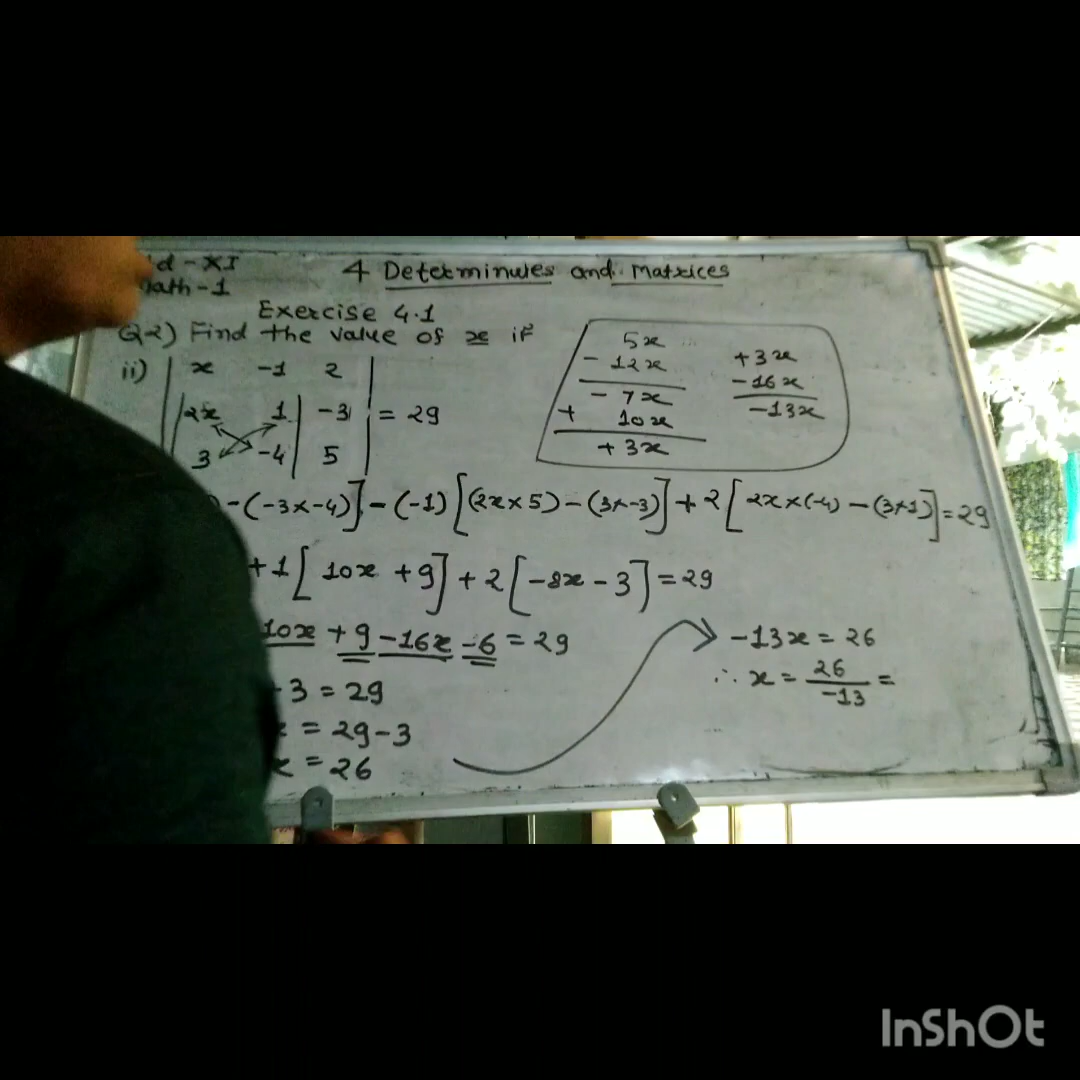 d - XI
Math - 1
4 Determinutes and Matrices
Exercise 4.1
Q2) Find the value of x if
ii) | x -1 2 |
| 2x 1 -3 | = 29
| 3 -4 5 |
5x
- 12x
- 7x
+ 10x
+ 3x
+3x
-16x
-13x
-(-3×-4)] - (-1) [(2x×5) - (3×-3)] + 2 [2x×(-4) - (3×1)] = 29
+1 [10x + 9] + 2 [-8x - 3] = 29
10x + 9 - 16x - 6 = 29
3 = 29
= 29 - 3
x = 26
-13x = 26
∴ x = 26/-13 =
InShOt